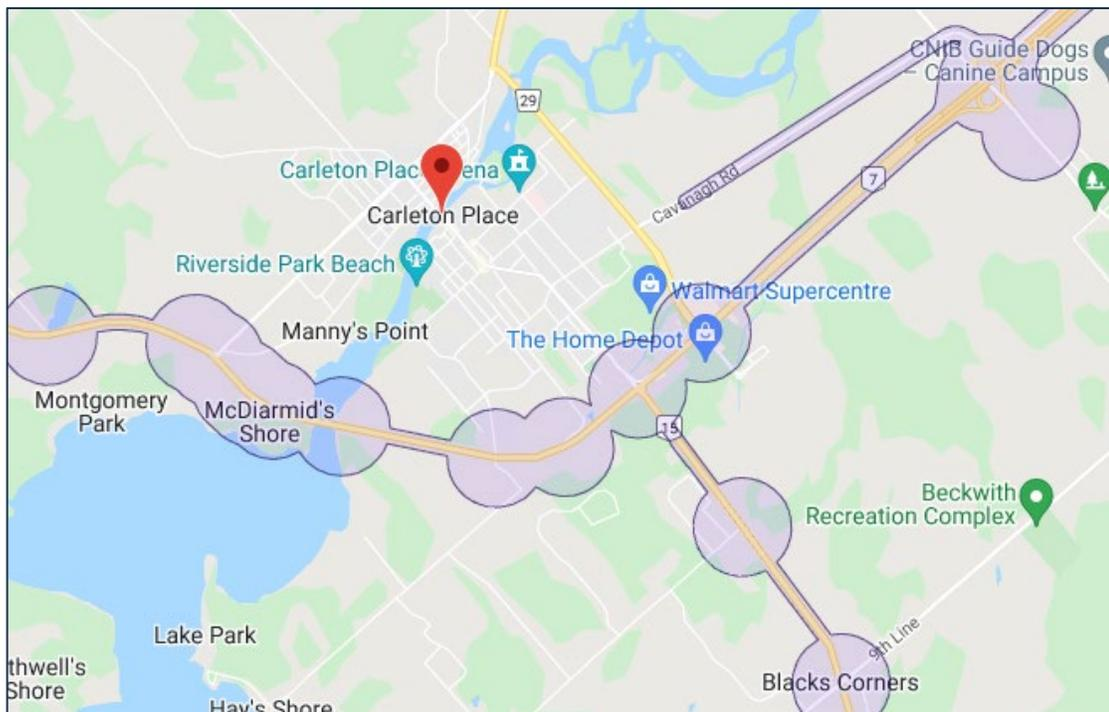 CNIB Guide Dogs
– Canine Campus
29
Carleton Place
7
Cavanagh Rd
Carleton Place
Riverside Park Beach
Walmart Supercentre
Manny's Point
The Home Depot
Montgomery
Park
McDiarmid's
Shore
15
Beckwith
Recreation Complex
Lake Park
9th Line
Shore
Blacks Corners
Hay's Shore